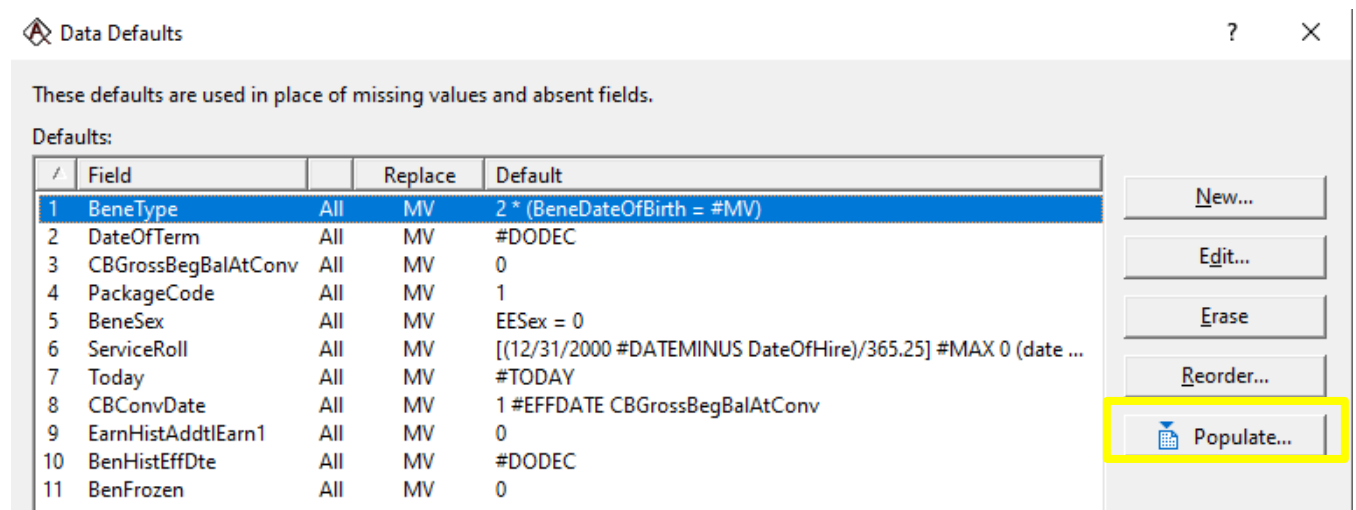 Data Defaults ? ×
These defaults are used in place of missing values and absent fields.
Defaults:
/ Field Replace Default
1 BeneType All MV 2 * (BeneDateOfBirth = #MV)
2 DateOfTerm All MV #DODEC
3 CBGrossBegBalAtConv All MV 0
4 PackageCode All MV 1
5 BeneSex All MV EESex = 0
6 ServiceRoll All MV [(12/31/2000 #DATEMINUS DateOfHire)/365.25] #MAX 0 (date ...
7 Today All MV #TODAY
8 CBConvDate All MV 1 #EFFDATE CBGrossBegBalAtConv
9 EarnHistAddtlEarn1 All MV 0
10 BenHistEffDte All MV #DODEC
11 BenFrozen All MV 0
New...
Edit...
Erase
Reorder...
Populate...